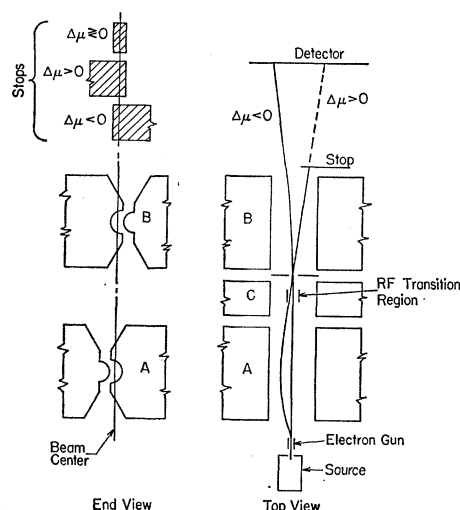 Δμ≷0
Δμ>0
Δμ<0
Stops
B
A
Beam
Center
End View
Detector
Δμ<0
Δμ>0
Stop
B
C
RF Transition
Region
A
Electron Gun
Source
Top View